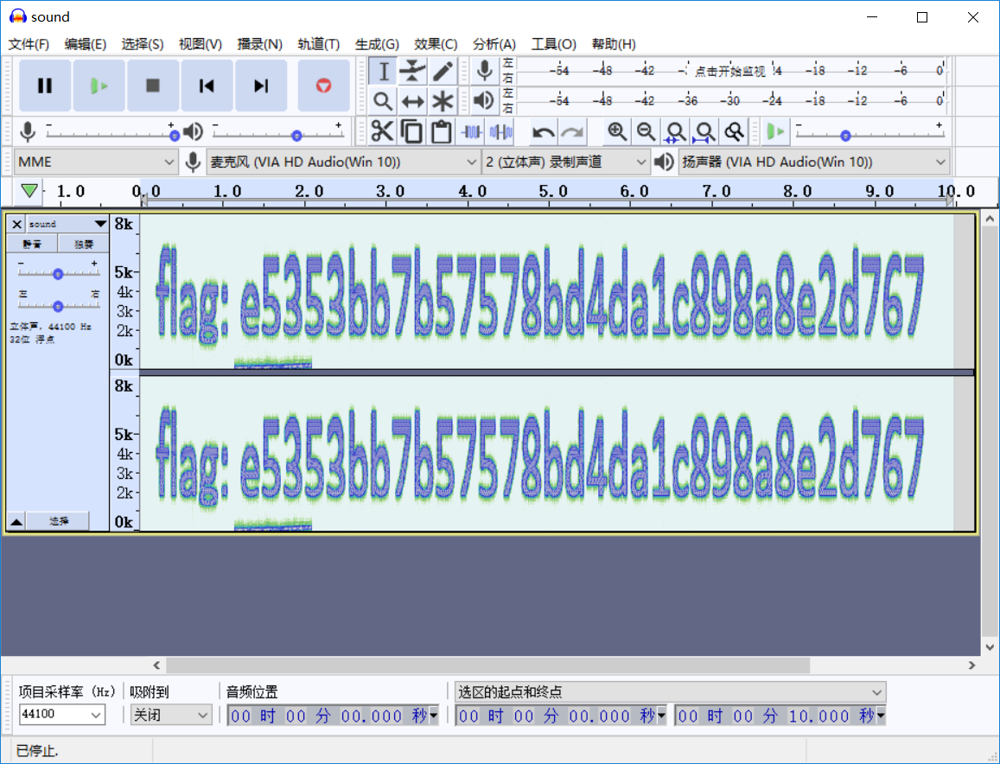 sound
文件(F) 编辑(E) 选择(S) 视图(V) 播录(N) 轨道(T) 生成(G) 效果(C) 分析(A) 工具(O) 帮助(H)
左 右 -54 -48 -42 点击开始监视 -18 -12 -6 0
左 右 -54 -48 -42 -36 -30 -24 -18 -12 -6 0
- + - + - +
MME 麦克风 (VIA HD Audio(Win 10)) 2 (立体声) 录制声道 扬声器 (VIA HD Audio(Win 10))
1.0 0.0 1.0 2.0 3.0 4.0 5.0 6.0 7.0 8.0 9.0 10.0
sound
静音 独奏
- +
左 右
立体声, 44100 Hz
32位 浮点
选择
8k
5k
4k
3k
2k
0k
flag: e5353bb7b57578bd4da1c898a8e2d767
8k
5k
4k
3k
2k
0k
flag: e5353bb7b57578bd4da1c898a8e2d767
项目采样率 (Hz) 吸附到 音频位置 选区的起点和终点
44100 关闭 00 时 00 分 00.000 秒 00 时 00 分 00.000 秒 00 时 00 分 10.000 秒
已停止.